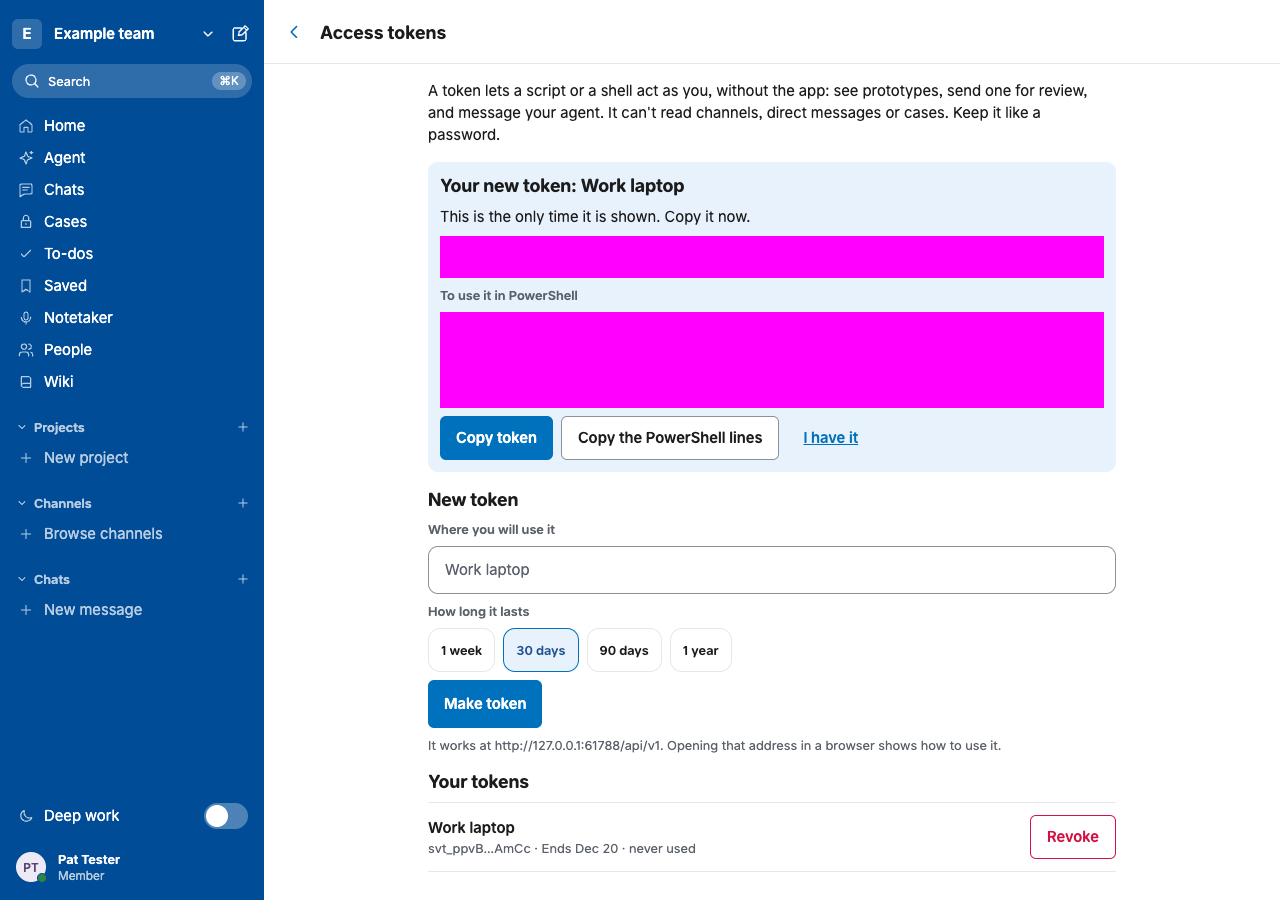 E Example team
Search ⌘K
Home
Agent
Chats
Cases
To-dos
Saved
Notetaker
People
Wiki
Projects
New project
Channels
Browse channels
Chats
New message
Deep work
PT Pat Tester
Member
Access tokens
A token lets a script or a shell act as you, without the app: see prototypes, send one for review,
and message your agent. It can't read channels, direct messages or cases. Keep it like a
password.
Your new token: Work laptop
This is the only time it is shown. Copy it now.
To use it in PowerShell
Copy token Copy the PowerShell lines I have it
New token
Where you will use it
Work laptop
How long it lasts
1 week 30 days 90 days 1 year
Make token
It works at http://127.0.0.1:61788/api/v1. Opening that address in a browser shows how to use it.
Your tokens
Work laptop
svt_ppvB…AmCc · Ends Dec 20 · never used
Revoke